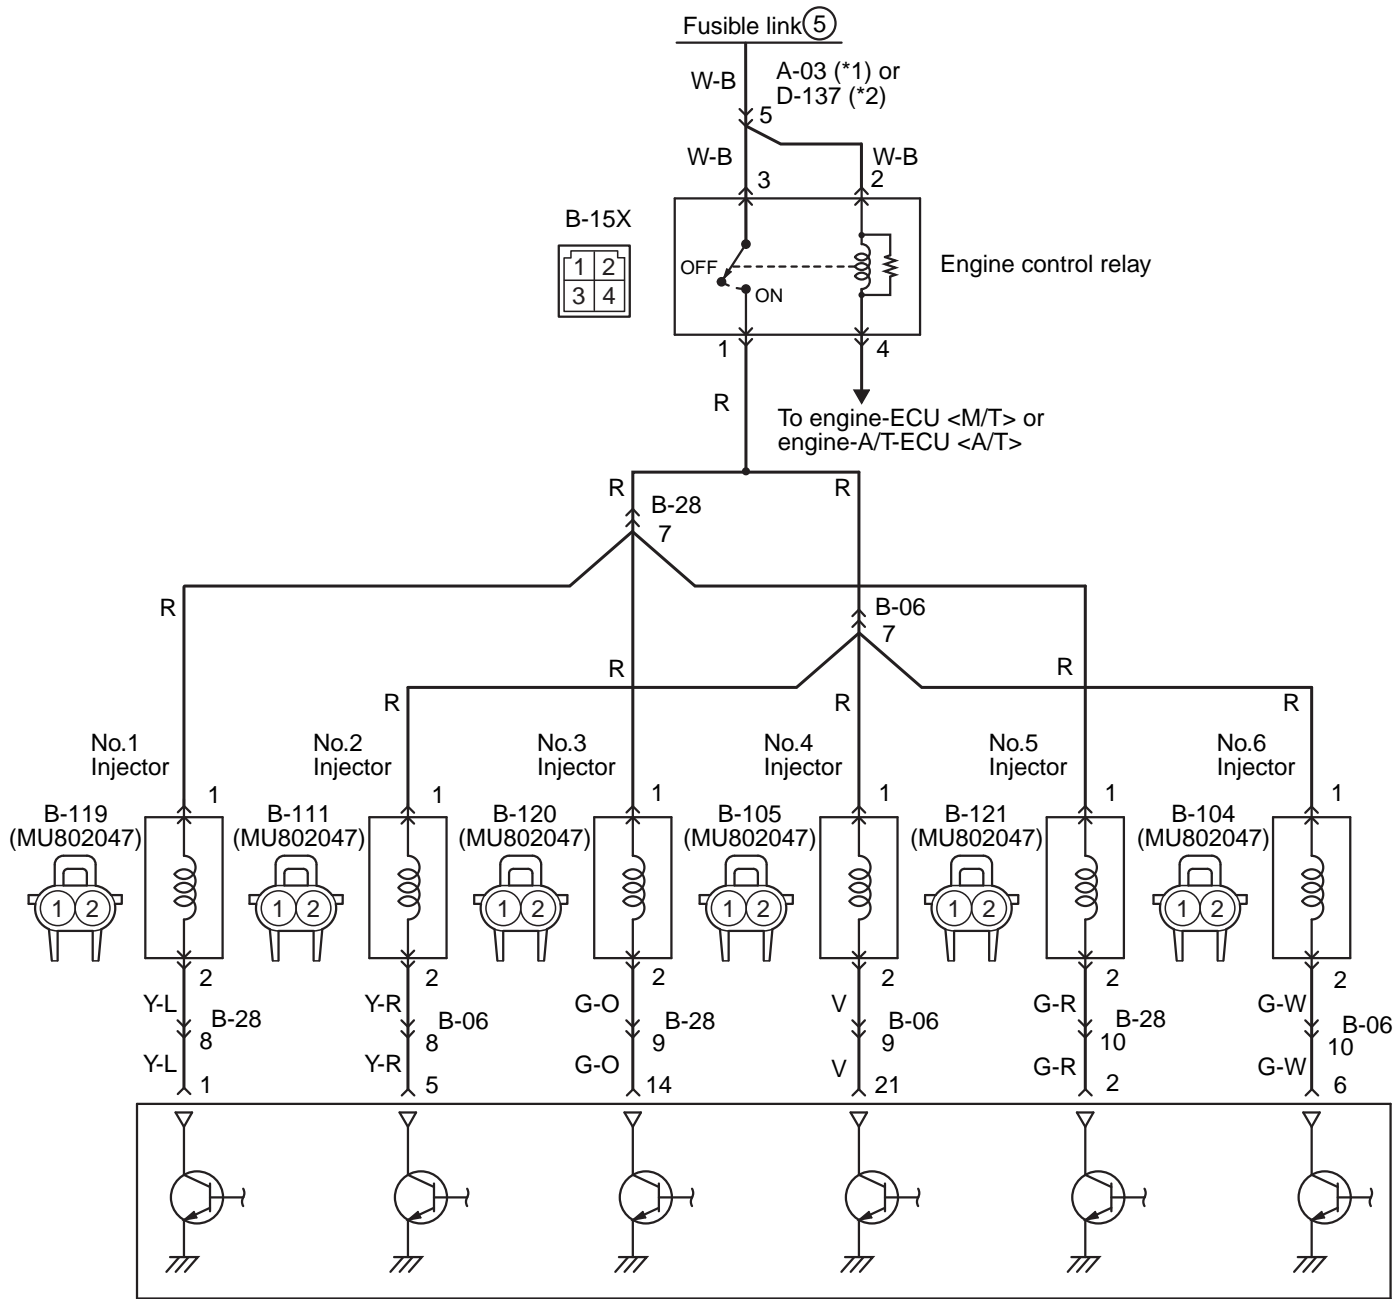 Fusible link 5
W-B
A-03 (*1) or
D-137 (*2)
5
W-B
W-B
3
2
B-15X
1 2
3 4
OFF
ON
Engine control relay
1
4
R
To engine-ECU <M/T> or
engine-A/T-ECU <A/T>
R
R
B-28
7
R
B-06
7
R
R
R
R
R
No.1
Injector
No.2
Injector
No.3
Injector
No.4
Injector
No.5
Injector
No.6
Injector
1
1
1
1
1
1
B-119
(MU802047)
B-111
(MU802047)
B-120
(MU802047)
B-105
(MU802047)
B-121
(MU802047)
B-104
(MU802047)
1 2
1 2
1 2
1 2
1 2
1 2
2
2
2
2
2
2
Y-L
Y-R
G-O
V
G-R
G-W
B-28
B-06
B-28
B-06
B-28
B-06
8
8
9
9
10
10
Y-L
Y-R
G-O
V
G-R
G-W
1
5
14
21
2
6